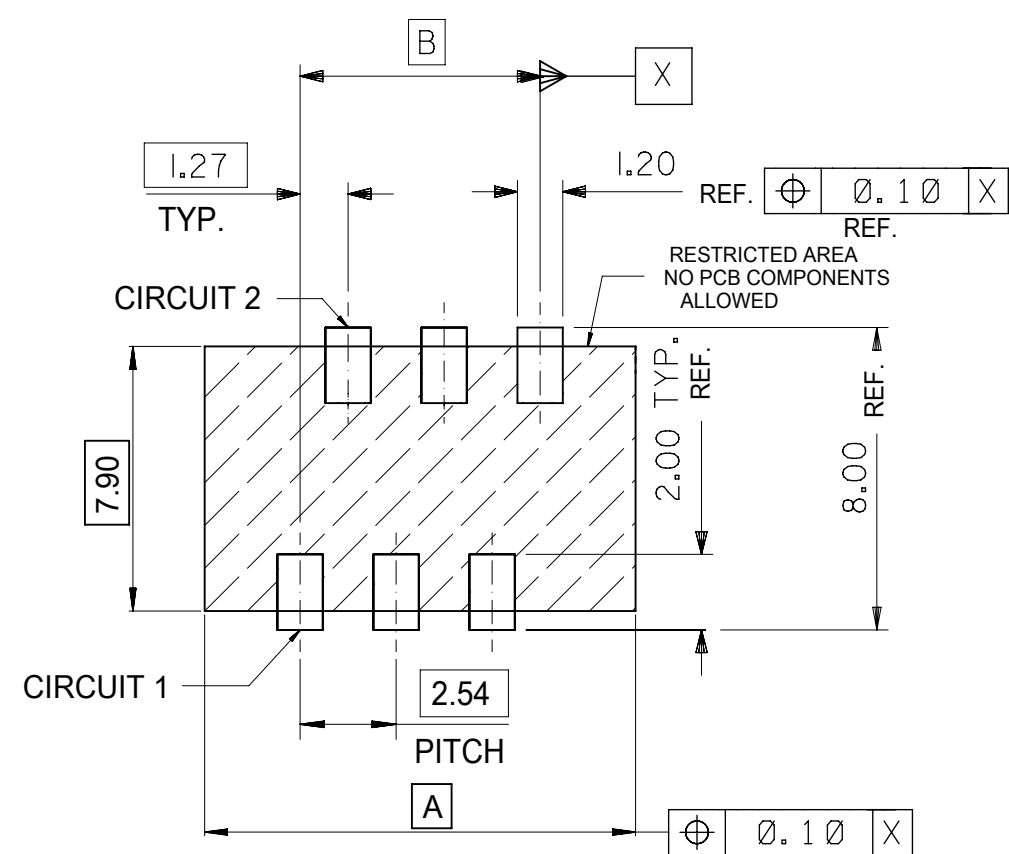 B
X
1.27
TYP.
1.20
REF.
⌖ Ø.10 X
REF.
RESTRICTED AREA
NO PCB COMPONENTS
ALLOWED
CIRCUIT 2
2.00 TYP.
REF.
REF.
8.00
7.90
CIRCUIT 1
2.54
PITCH
A
⌖ Ø.10 X